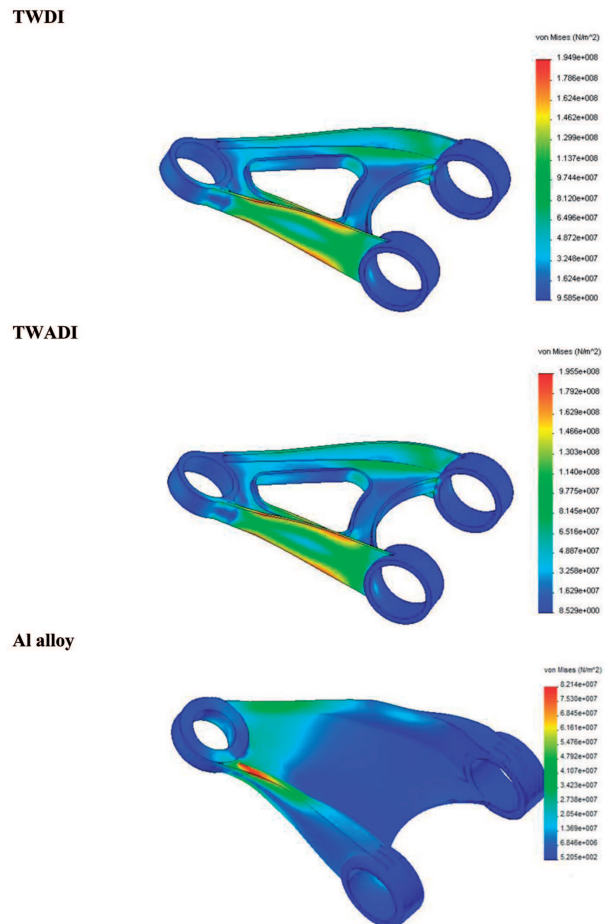 TWDI
von Mises (N/m^2)
1.949e+008
1.786e+008
1.624e+008
1.462e+008
1.299e+008
1.137e+008
9.744e+007
8.120e+007
6.496e+007
4.872e+007
3.248e+007
1.624e+007
9.585e+000
TWADI
von Mises (N/m^2)
1.955e+008
1.792e+008
1.629e+008
1.466e+008
1.303e+008
1.140e+008
9.775e+007
8.145e+007
6.516e+007
4.887e+007
3.258e+007
1.629e+007
8.529e+000
Al alloy
von Mises (N/m^2)
8.214e+007
7.530e+007
6.845e+007
6.161e+007
5.476e+007
4.792e+007
4.107e+007
3.423e+007
2.738e+007
2.054e+007
1.369e+007
6.846e+006
5.205e+002